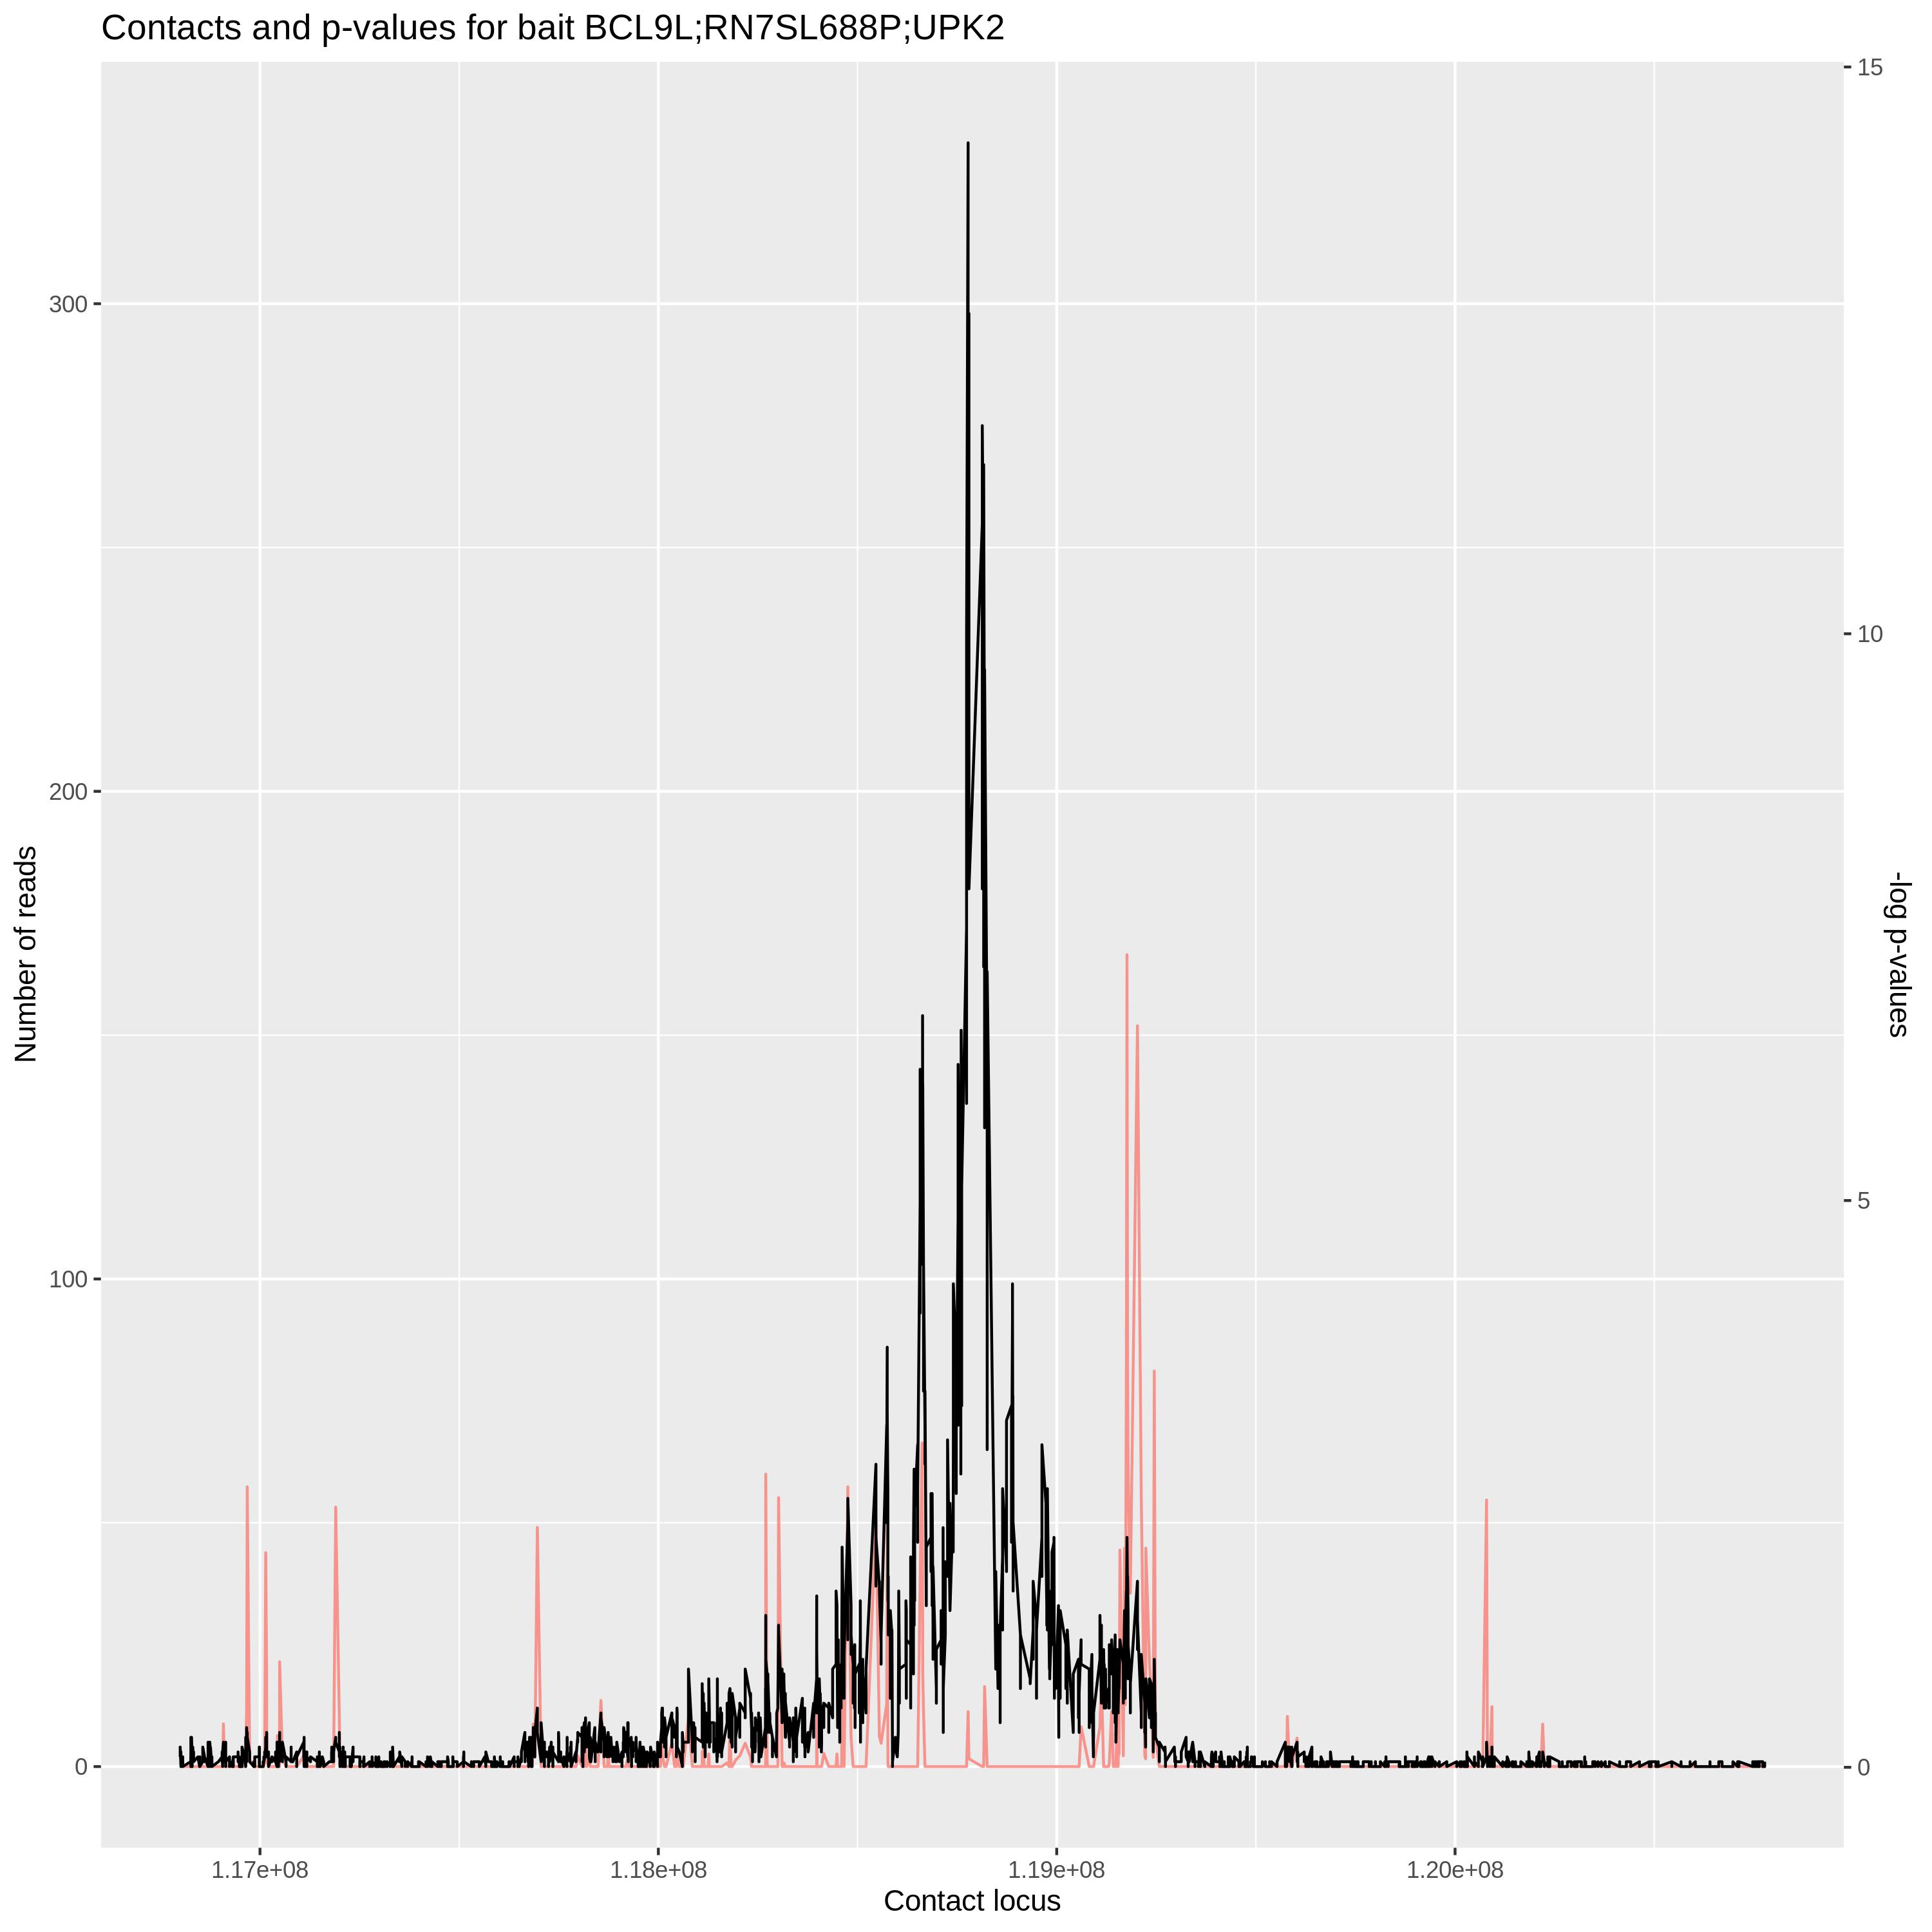 Contacts and p-values for bait BCL9L;RN7SL688P;UPK2
Number of reads
300
200
100
0
15
10
5
0
-log p-values
1.17e+08
1.18e+08
1.19e+08
1.20e+08
Contact locus